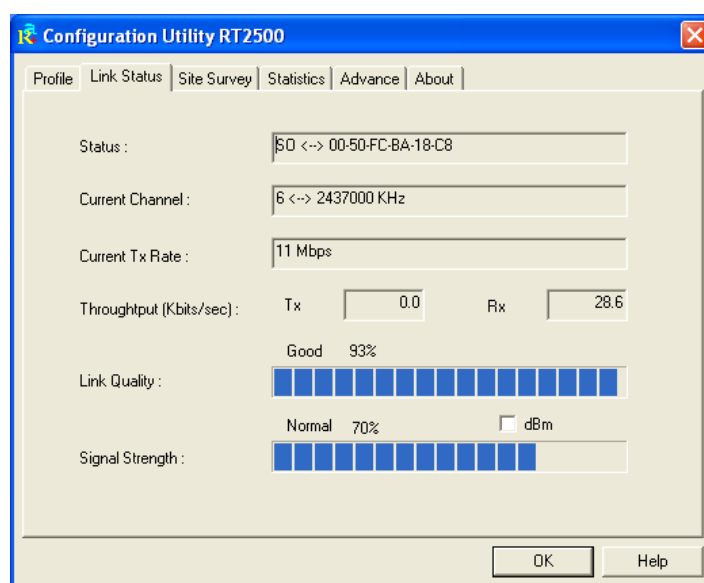 Configuration Utility RT2500
Profile Link Status Site Survey Statistics Advance About
Status : SO <--> 00-50-FC-BA-18-C8
Current Channel : 6 <--> 2437000 KHz
Current Tx Rate : 11 Mbps
Throughtput (Kbits/sec) : Tx 0.0 Rx 28.6
Good 93%
Link Quality :
Normal 70% dBm
Signal Strength :
OK Help